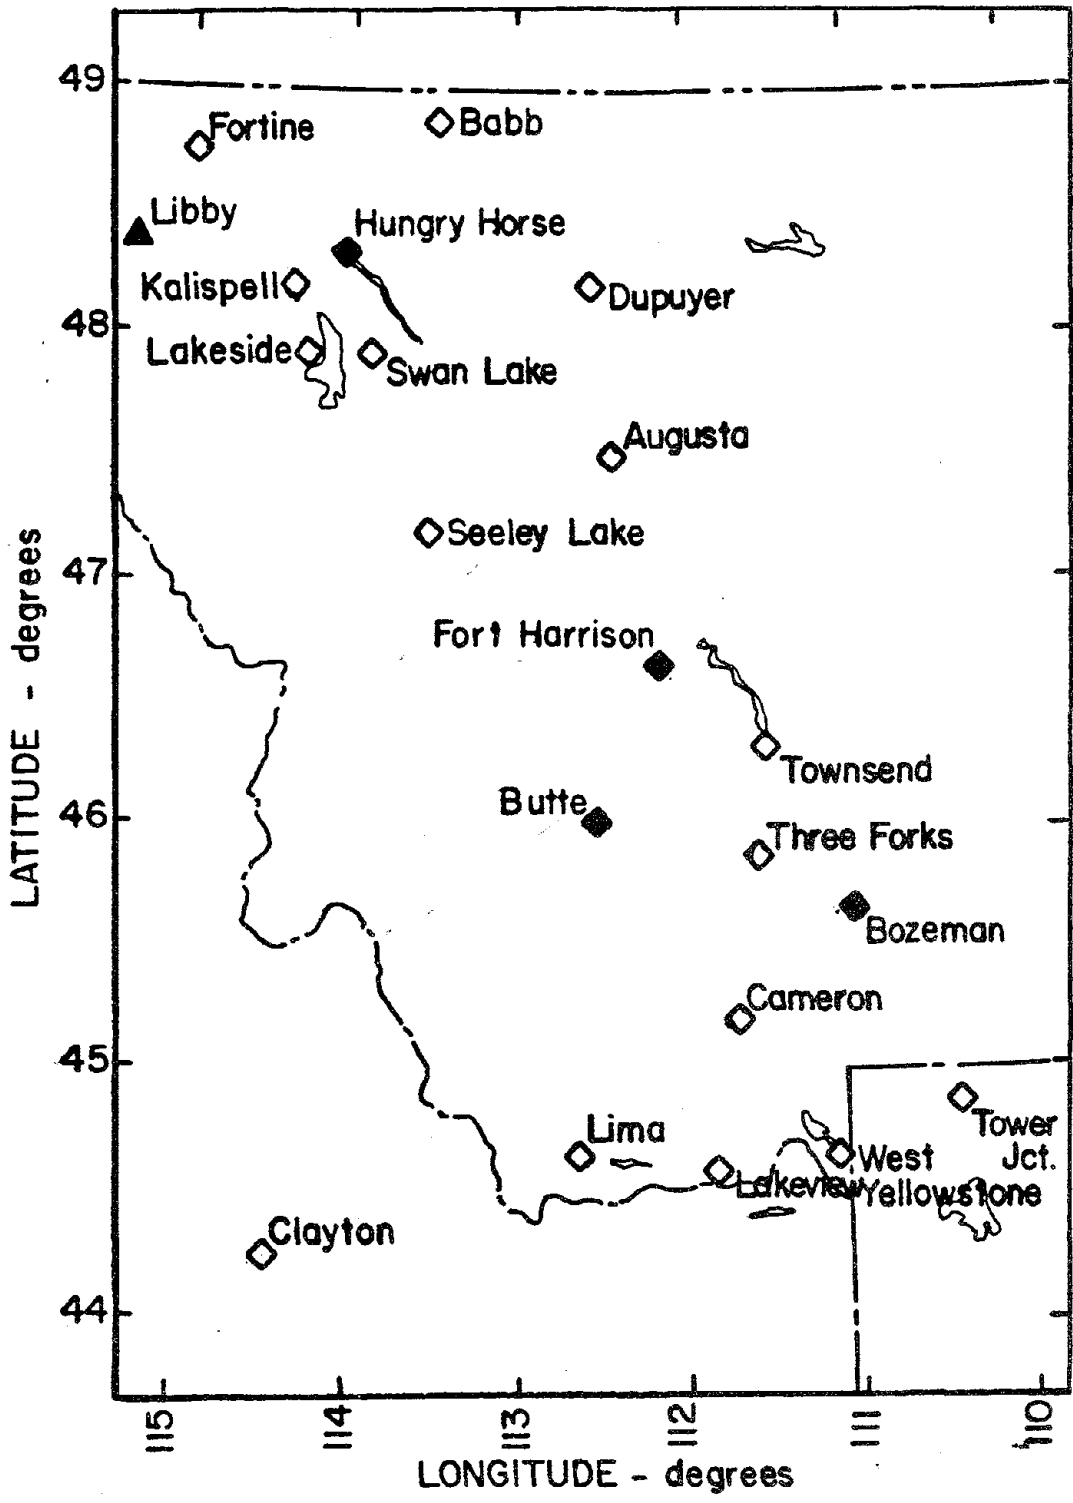 49
Fortine
Babb
Libby
Hungry Horse
Kalispell
Dupuyer
48
Lakeside
Swan Lake
Augusta
Seeley Lake
47
Fort Harrison
Townsend
Butte
46
Three Forks
Bozeman
Cameron
45
Lima
Tower
Jct.
West
Yellowstone
Lakeview
Clayton
44
LATITUDE - degrees
115
114
113
112
111
110
LONGITUDE - degrees